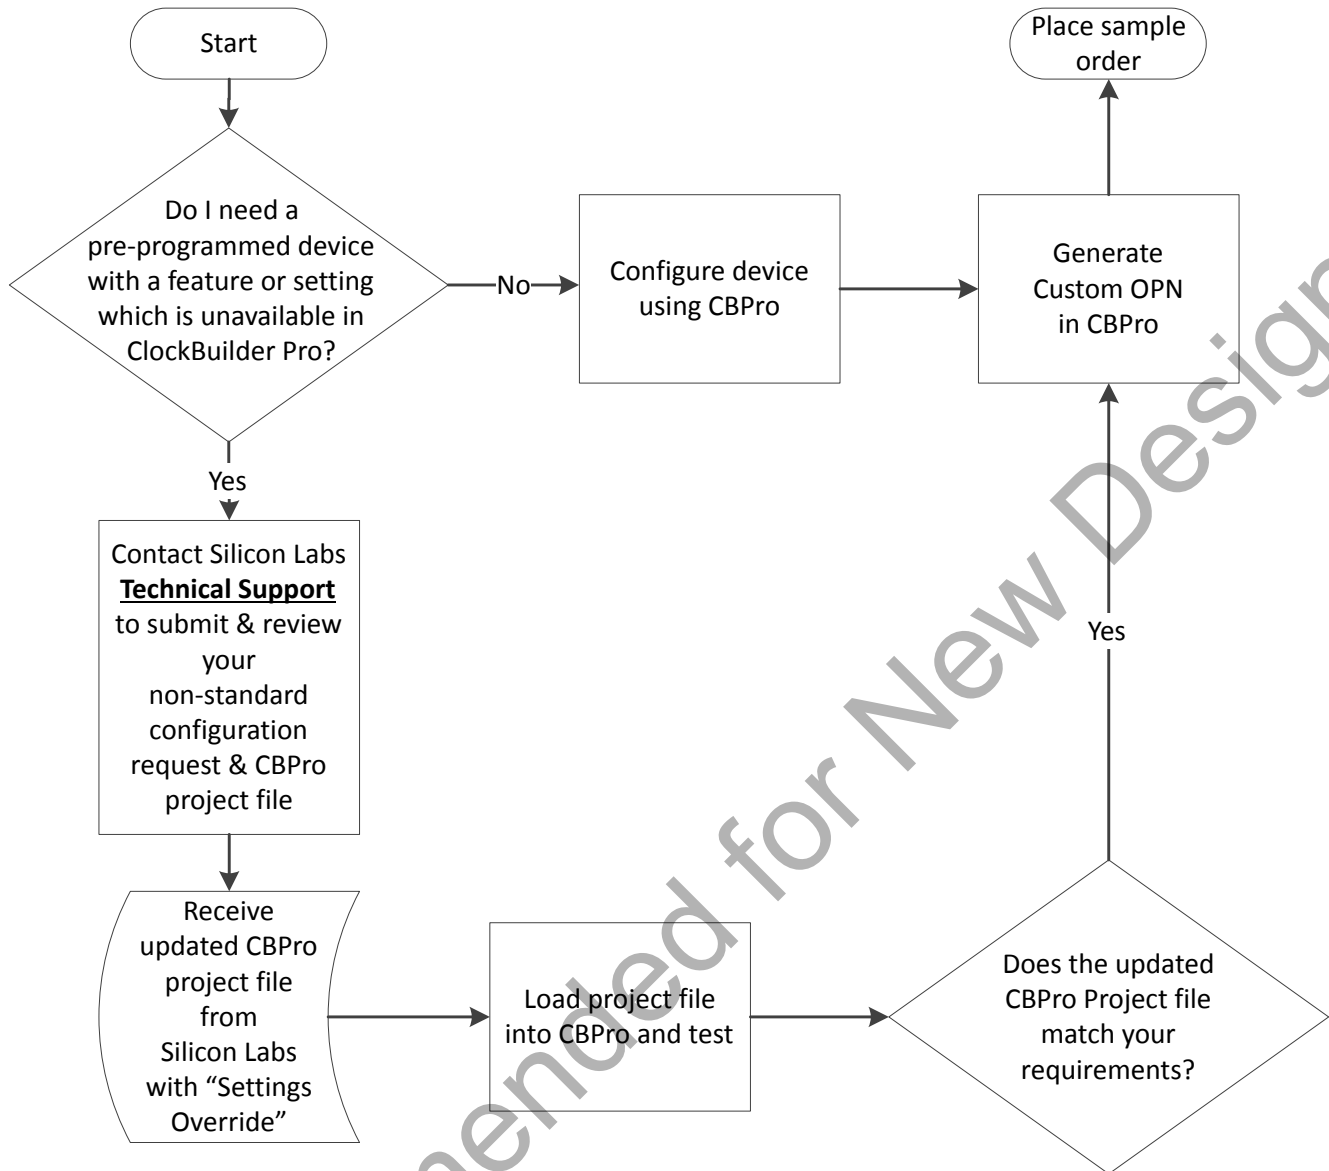 Start
Place sample
order
Do I need a
pre-programmed device
with a feature or setting
which is unavailable in
ClockBuilder Pro?
No
Configure device
using CBPro
Generate
Custom OPN
in CBPro
Yes
Contact Silicon Labs
Technical Support
to submit & review
your
non-standard
configuration
request & CBPro
project file
Yes
Receive
updated CBPro
project file
from
Silicon Labs
with “Settings
Override”
Load project file
into CBPro and test
Does the updated
CBPro Project file
match your
requirements?
mended for New Design